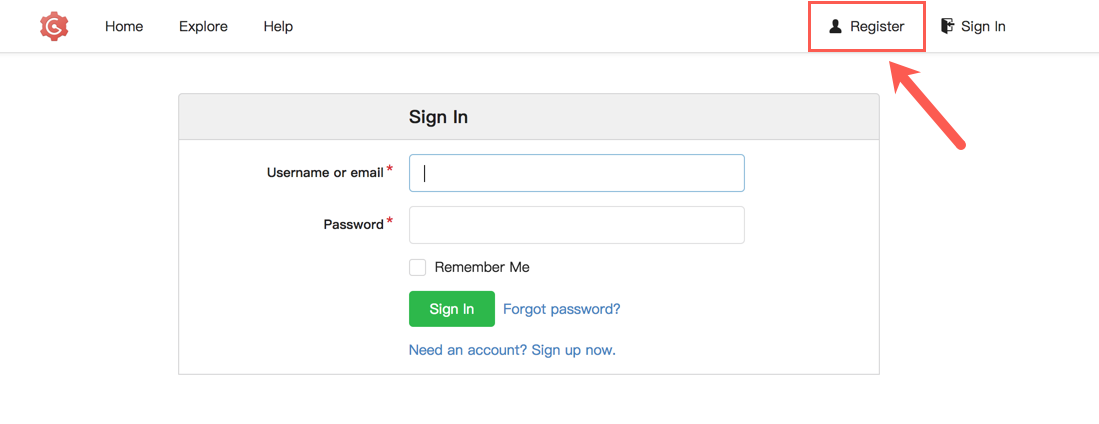 Home Explore Help Register Sign In
Sign In
Username or email *
Password *
Remember Me
Sign In Forgot password?
Need an account? Sign up now.